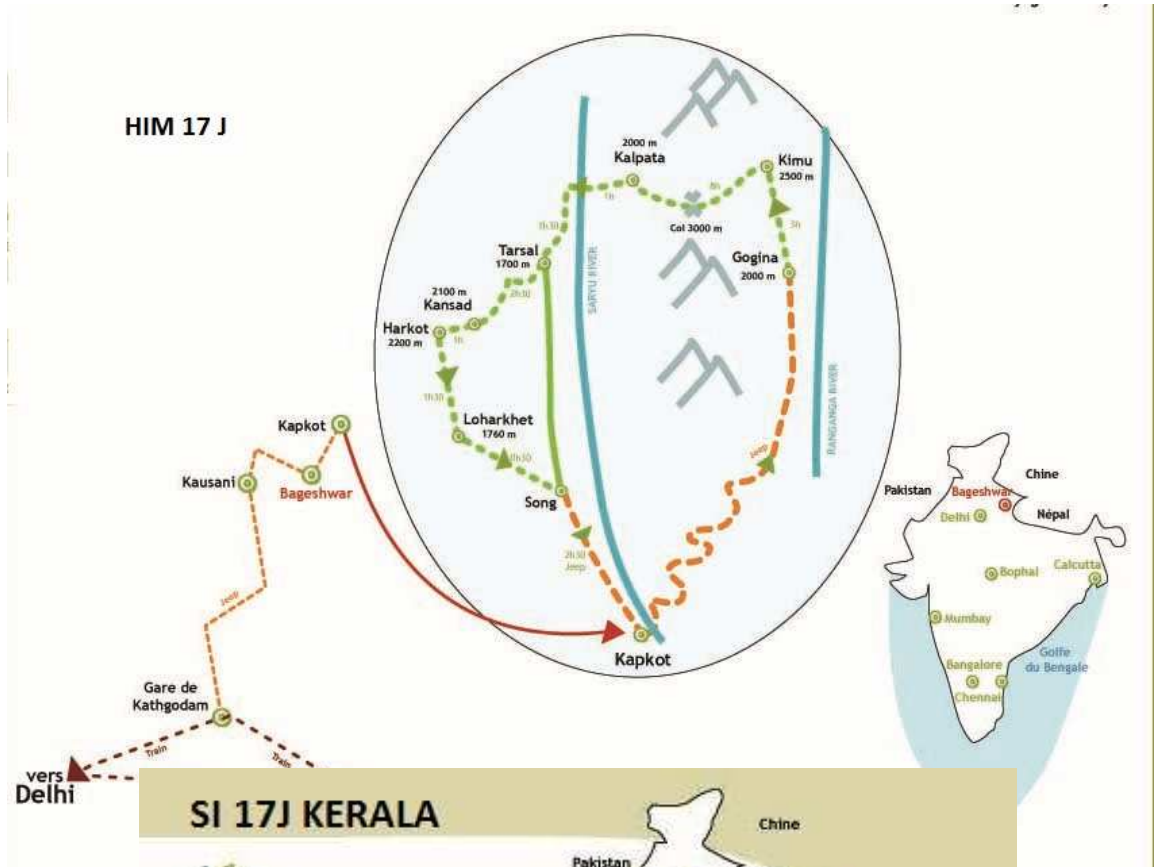 HIM 17 J
2000 m
Kalpata
Kimu
2500 m
1h
8h
Col 3000 m
3h
1h30
Tarsal
1700 m
Gogina
2000 m
SARYU RIVER
2100 m
Kansad
2h30
Harkot
2200 m
1h
1h30
RANGANGA RIVER
Loharkhet
1760 m
Kapkot
Kausani
Bageshwar
Jeep
Song
2h30
Jeep
Kapkot
Jeep
Gare de
Kathgodam
Train
Train
vers
Delhi
Chine
Pakistan
Bageshwar
Népal
Delhi
Bophal
Calcutta
Mumbay
Golfe
du Bengale
Bangalore
Chennai
SI 17J KERALA
Chine
Pakistan